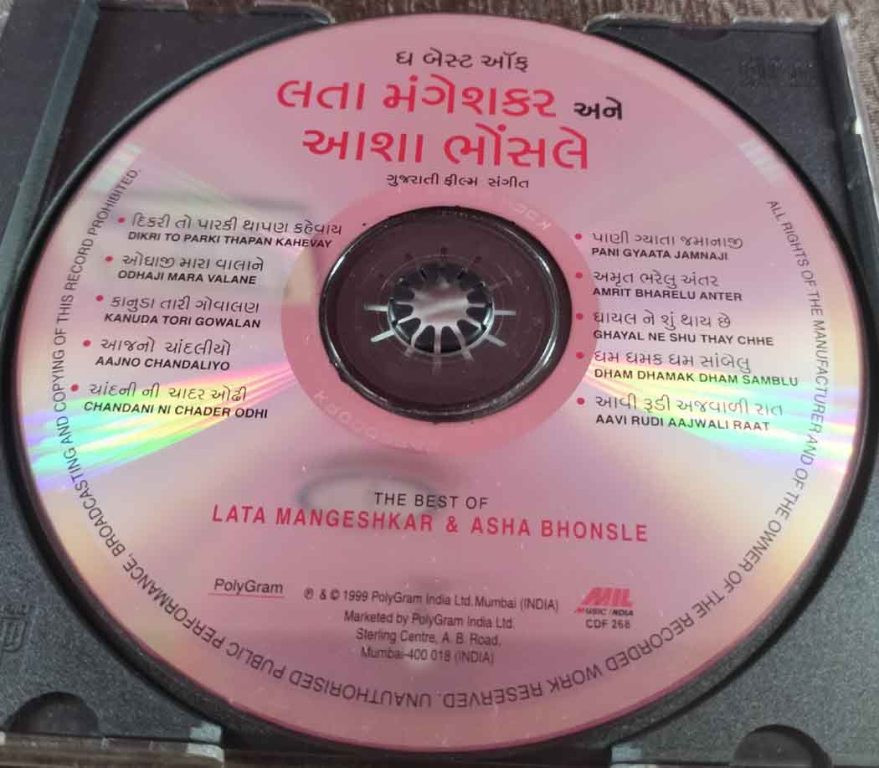 ધ બેસ્ટ ઑફ
લતા મંગેશકર અને
આશા ભોંસલે
ગુજરાતી ફીલ્મ સંગીત
• દિકરી તો પારકી થાપણ કહેવાય
DIKRI TO PARKI THAPAN KAHEVAY
• ઓધાજી મારા વાલાને
ODHAJI MARA VALANE
• કાનુડા તારી ગોવાલણ
KANUDA TORI GOWALAN
• આજનો ચાંદલીયો
AAJNO CHANDALIYO
• ચાંદની ની ચાદર ઓઢી
CHANDANI NI CHADER ODHI
• પાણી ગ્યાતા જમાનાજી
PANI GYAATA JAMNAJI
• અમૃત ભરેલુ અંતર
AMRIT BHARELU ANTER
• ઘાયલ ને શું થાય છે
GHAYAL NE SHU THAY CHHE
• ધમ ધમક ધમ સાંબેલુ
DHAM DHAMAK DHAM SAMBLU
• આવી રૂડી અજવાળી રાત
AAVI RUDI AAJWALI RAAT
THE BEST OF
LATA MANGESHKAR & ASHA BHONSLE
PolyGram
℗ & © 1999 PolyGram India Ltd. Mumbai (INDIA)
Marketed by PolyGram India Ltd.
Sterling Centre, A. B. Road,
Mumbai-400 018 (INDIA)
MIL
MUSIC INDIA
CDF 268
ALL RIGHTS OF THE MANUFACTURER AND OF THE OWNER OF THE RECORDED WORK RESERVED. UNAUTHORISED PUBLIC PERFORMANCE, BROADCASTING AND COPYING OF THIS RECORD PROHIBITED.